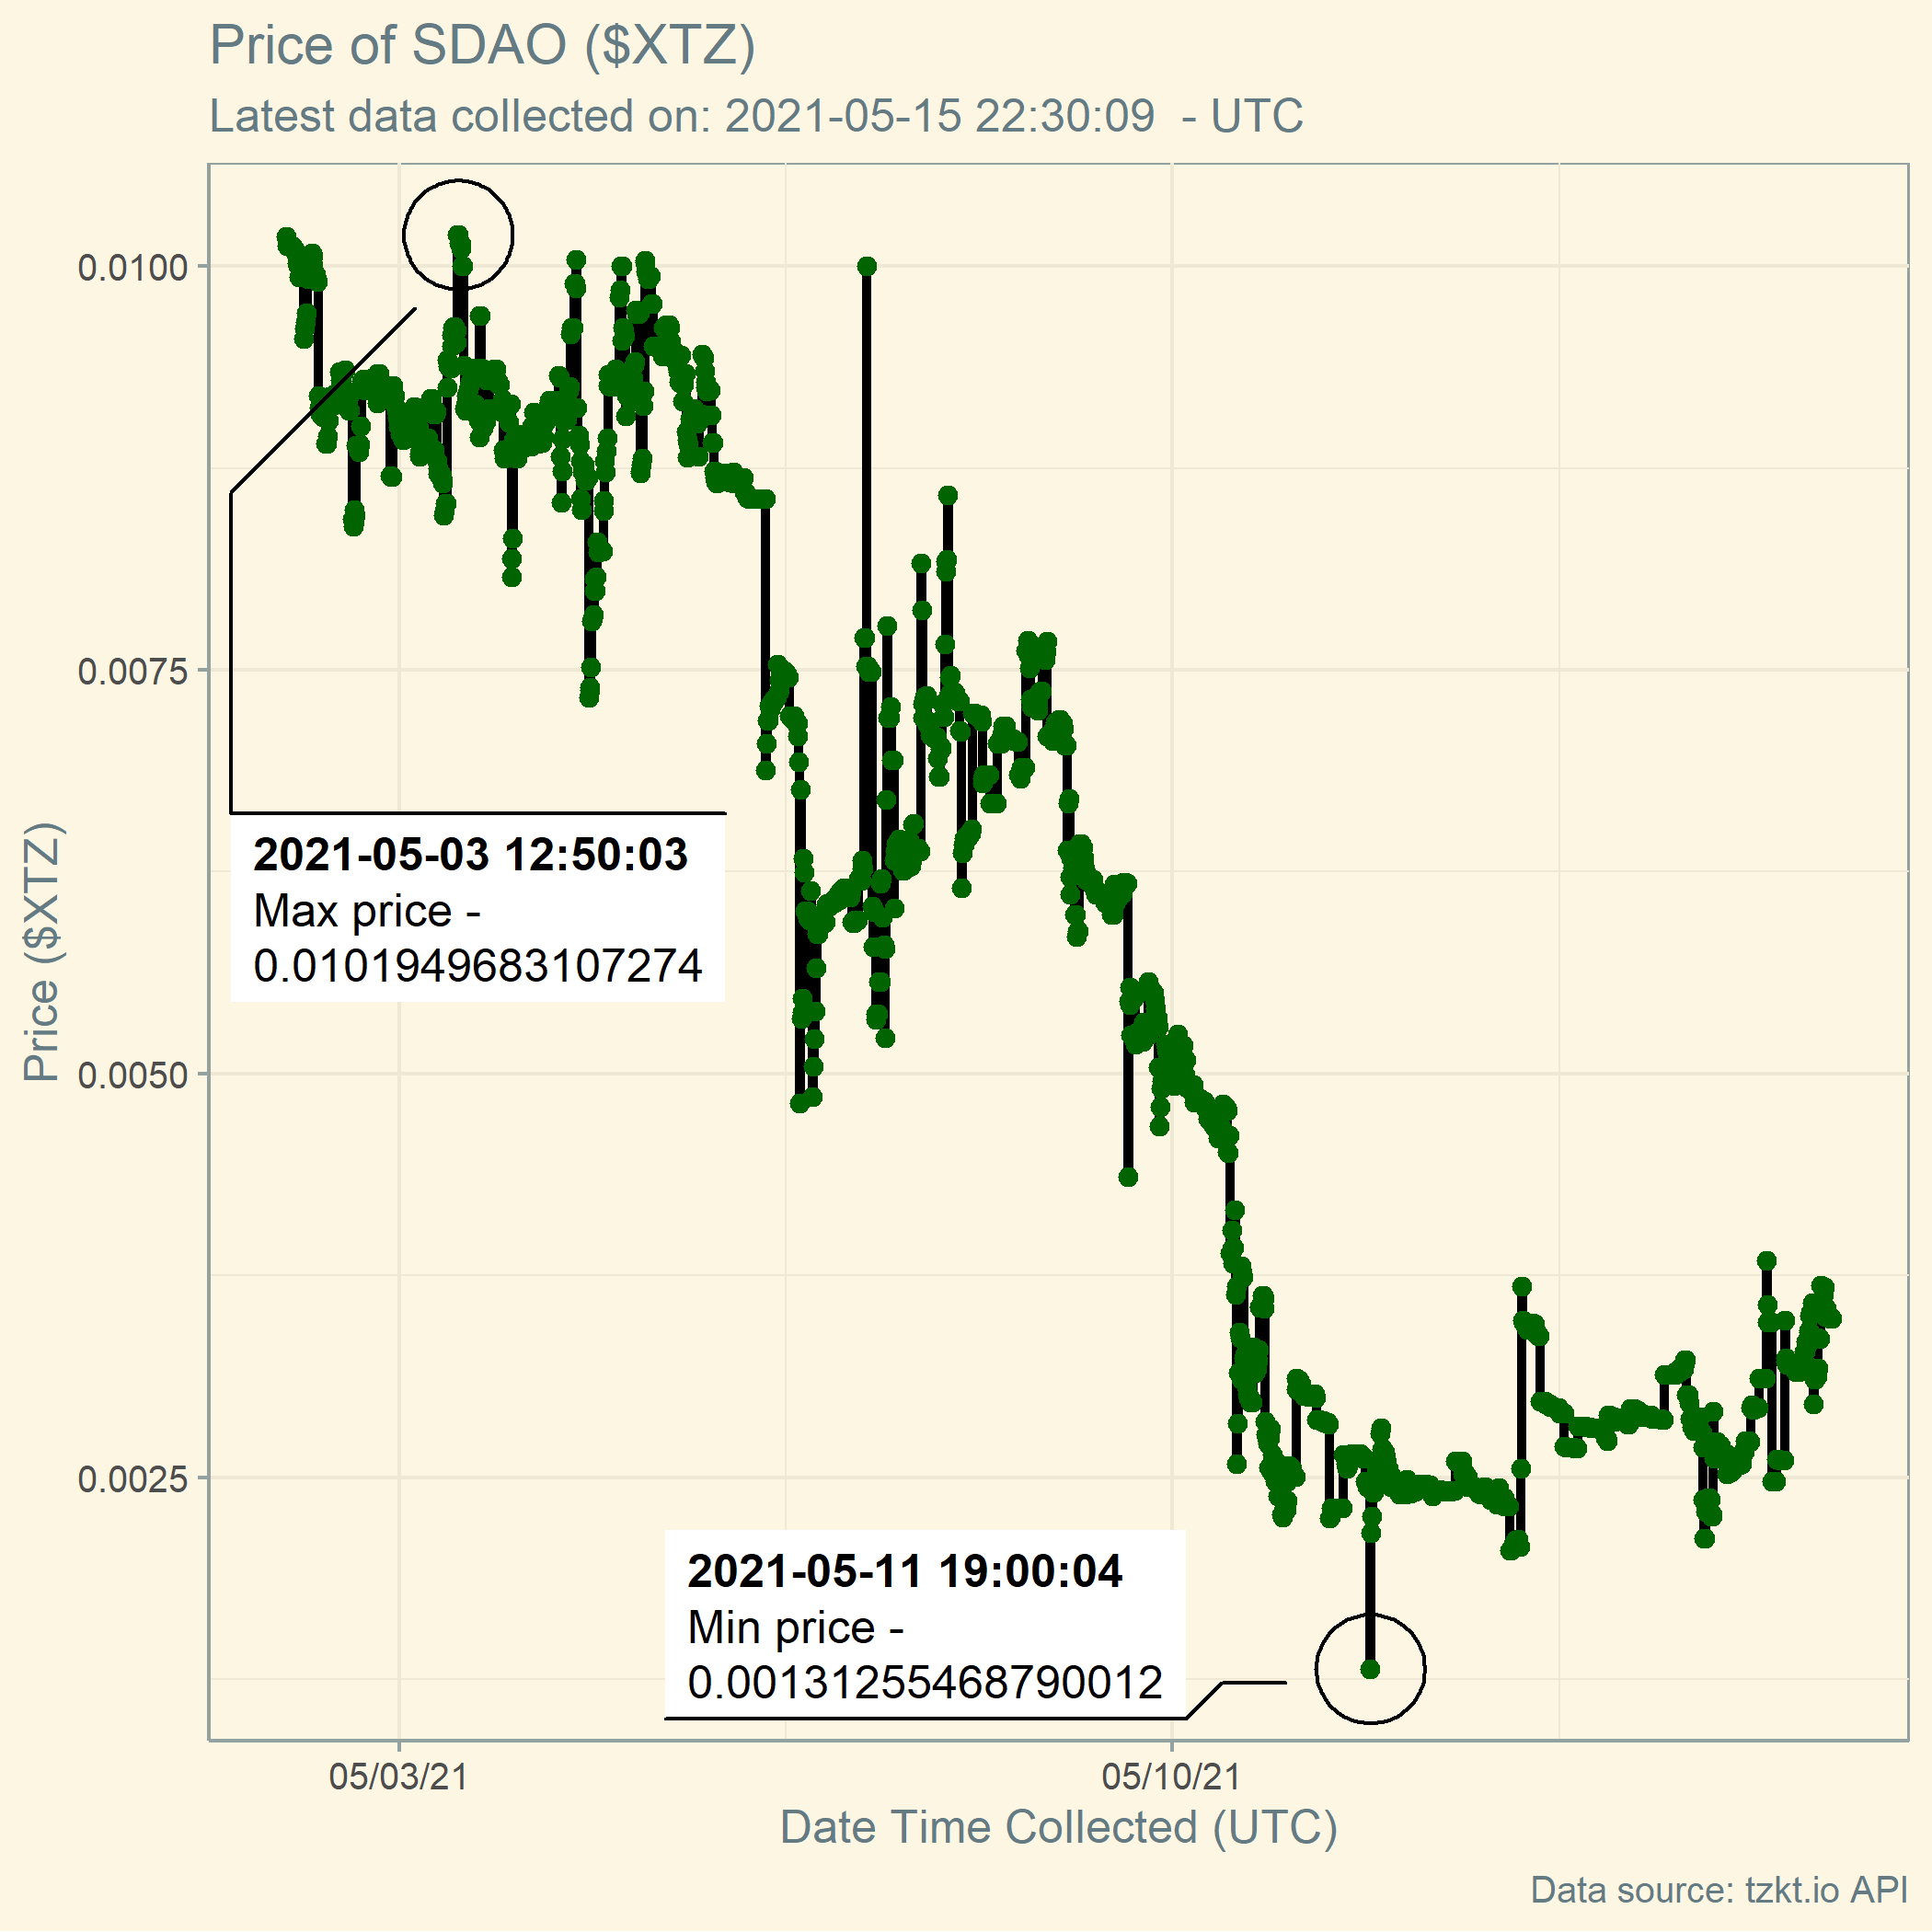 Price of SDAO ($XTZ)
Latest data collected on: 2021-05-15 22:30:09  - UTC
Price ($XTZ)
0.0100
0.0075
0.0050
0.0025
2021-05-03 12:50:03
Max price -
0.0101949683107274
2021-05-11 19:00:04
Min price -
0.00131255468790012
05/03/21
05/10/21
Date Time Collected (UTC)
Data source: tzkt.io API